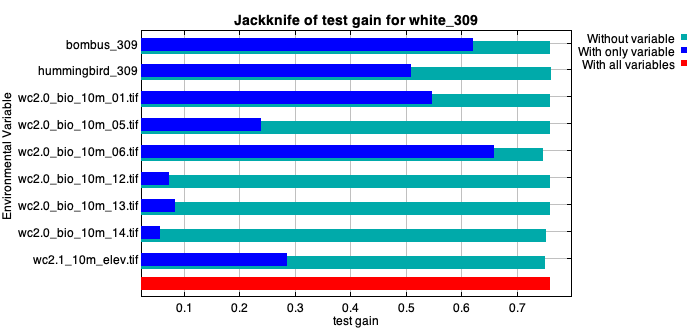 Jackknife of test gain for white_309
Environmental Variable
bombus_309
hummingbird_309
wc2.0_bio_10m_01.tif
wc2.0_bio_10m_05.tif
wc2.0_bio_10m_06.tif
wc2.0_bio_10m_12.tif
wc2.0_bio_10m_13.tif
wc2.0_bio_10m_14.tif
wc2.1_10m_elev.tif
0.1 0.2 0.3 0.4 0.5 0.6 0.7
test gain
Without variable
With only variable
With all variables